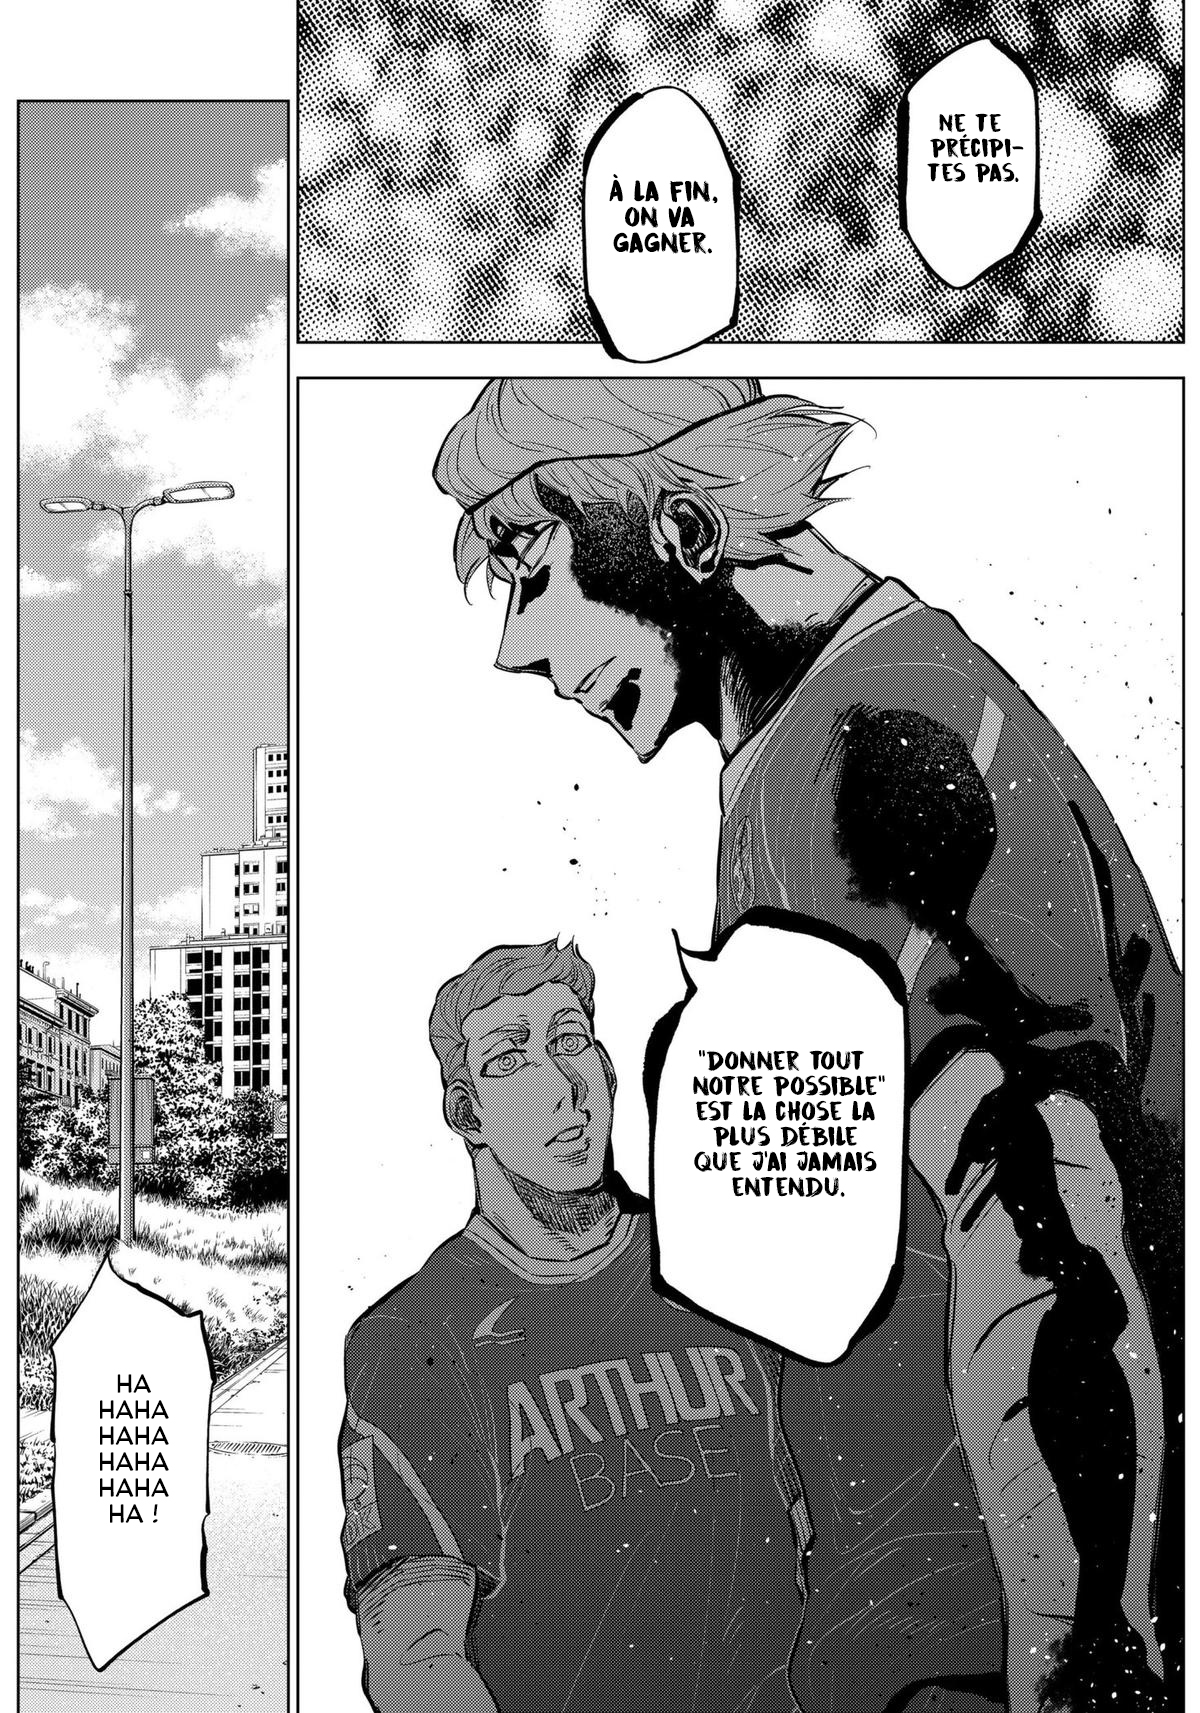 NE TE
PRÉCIPI-
TES PAS.
À LA FIN,
ON VA
GAGNER.
"DONNER TOUT
NOTRE POSSIBLE"
EST LA CHOSE LA
PLUS DÉBILE
QUE J'AI JAMAIS
ENTENDU.
ARTHUR
BASE
HA
HAHA
HAHA
HAHA
HAHA
HA !